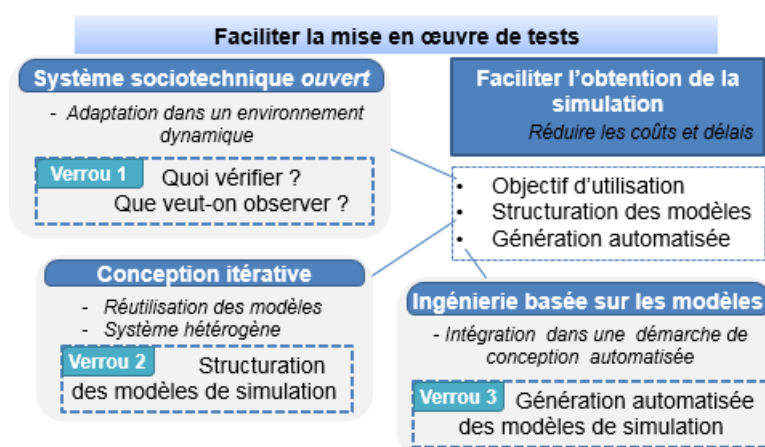 Faciliter la mise en œuvre de tests
Système sociotechnique ouvert
- Adaptation dans un environnement
dynamique
Verrou 1
Quoi vérifier ?
Que veut-on observer ?
Faciliter l’obtention de la
simulation
Réduire les coûts et délais
• Objectif d’utilisation
• Structuration des modèles
• Génération automatisée
Conception itérative
- Réutilisation des modèles
- Système hétérogène
Verrou 2
Structuration
des modèles de simulation
Ingénierie basée sur les modèles
- Intégration dans une démarche de
conception automatisée
Verrou 3
Génération automatisée
des modèles de simulation